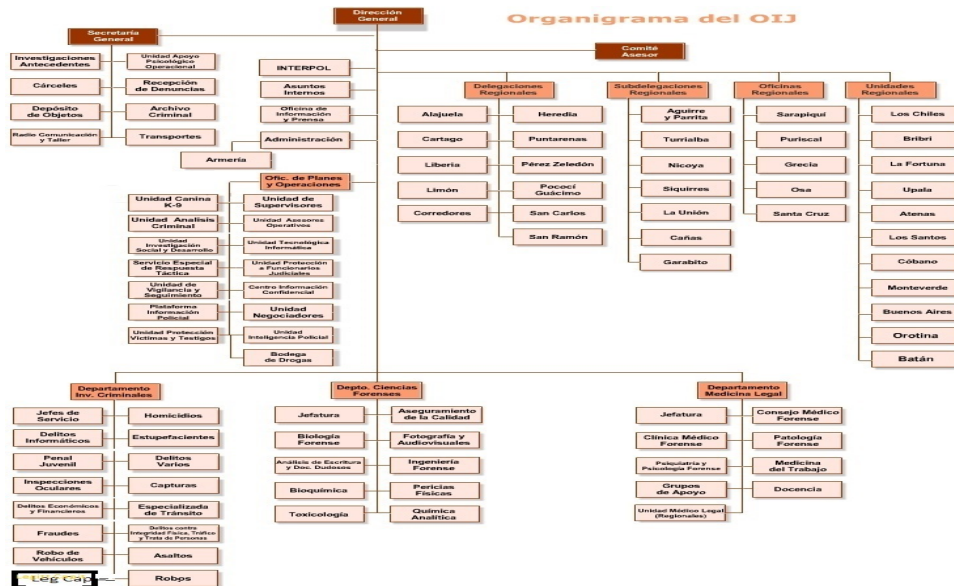 Organigrama del OIJ
Dirección
General
Secretaría
General
Comité
Asesor
Investigaciones
Antecedentes
Unidad Apoyo
Psicológico
Operacional
Cárceles
Recepción
de Denuncias
Depósito
de Objetos
Archivo
Criminal
Radio Comunicación
y Taller
Transportes
INTERPOL
Asuntos
Internos
Oficina de
Información
y Prensa
Administración
Armería
Ofic. de Planes
y Operaciones
Unidad Canina
K-9
Unidad de
Supervisores
Unidad Analísis
Criminal
Unidad Asesores
Operativos
Unidad
Investigación
Social y Desarrollo
Unidad Tecnológica
Informática
Servicio Especial
de Respuesta
Táctica
Unidad Protección
a Funcionarios
Judiciales
Unidad de
Vigilancia y
Seguimiento
Centro Información
Confidencial
Plataforma
Información
Policial
Unidad
Negociadores
Unidad Protección
Víctimas y Testigos
Unidad
Inteligencia Policial
Bodega
de Drogas
Delegaciones
Regionales
Alajuela
Heredia
Cartago
Puntarenas
Liberia
Pérez Zeledón
Limón
Pococí
Guácimo
Corredores
San Carlos
San Ramón
Subdelegaciones
Regionales
Aguirre
y Parrita
Turrialba
Nicoya
Siquirres
La Unión
Cañas
Garabito
Oficinas
Regionales
Sarapiquí
Puriscal
Grecia
Osa
Santa Cruz
Unidades
Regionales
Los Chiles
Bribri
La Fortuna
Upala
Atenas
Los Santos
Cóbano
Monteverde
Buenos Aires
Orotina
Batán
Departamento
Inv. Criminales
Jefes de
Servicio
Homicidios
Delitos
Informáticos
Estupefacientes
Penal
Juvenil
Delitos
Varios
Inspecciones
Oculares
Capturas
Delitos Económicos
y Financieros
Especializada
de Tránsito
Fraudes
Delitos contra
Integridad Física, Tráfico
y Trata de Personas
Robo de
Vehículos
Asaltos
Leg Cap
Robos
Depto. Ciencias
Forenses
Jefatura
Aseguramiento
de la Calidad
Biología
Forense
Fotografía y
Audiovisuales
Análisis de Escritura
y Doc. Dudosos
Ingeniería
Forense
Bioquímica
Pericias
Físicas
Toxicología
Química
Analítica
Departamento
Medicina Legal
Jefatura
Consejo Médico
Forense
Clínica Médico
Forense
Patología
Forense
Psiquiatría y
Psicología Forense
Medicina
del Trabajo
Grupos
de Apoyo
Docencia
Unidad Médico Legal
(Regionales)